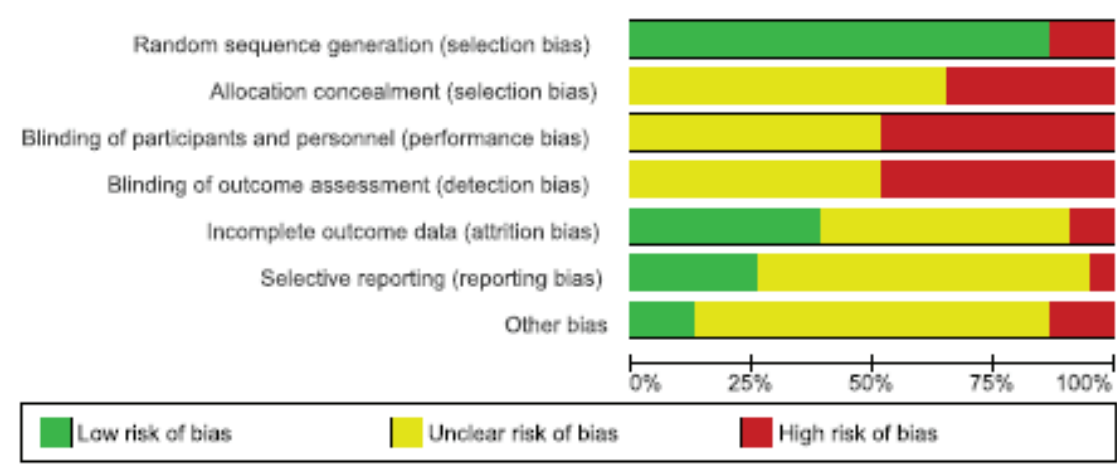 Random sequence generation (selection bias)
Allocation concealment (selection bias)
Blinding of participants and personnel (performance bias)
Blinding of outcome assessment (detection bias)
Incomplete outcome data (attrition bias)
Selective reporting (reporting bias)
Other bias
0% 25% 50% 75% 100%
Low risk of bias Unclear risk of bias High risk of bias